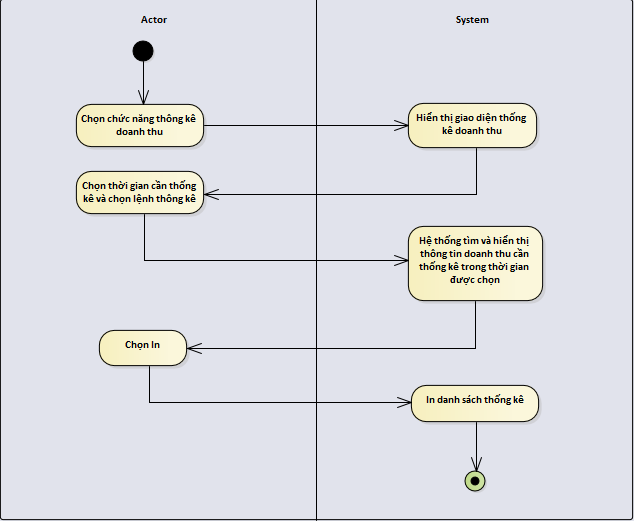 Actor
System
Chọn chức năng thông kê
doanh thu
Hiển thị giao diện thống
kê doanh thu
Chọn thời gian cần thống
kê và chọn lệnh thông kê
Hệ thống tìm và hiển thị
thông tin doanh thu cần
thống kê trong thời gian
được chọn
Chọn In
In danh sách thống kê